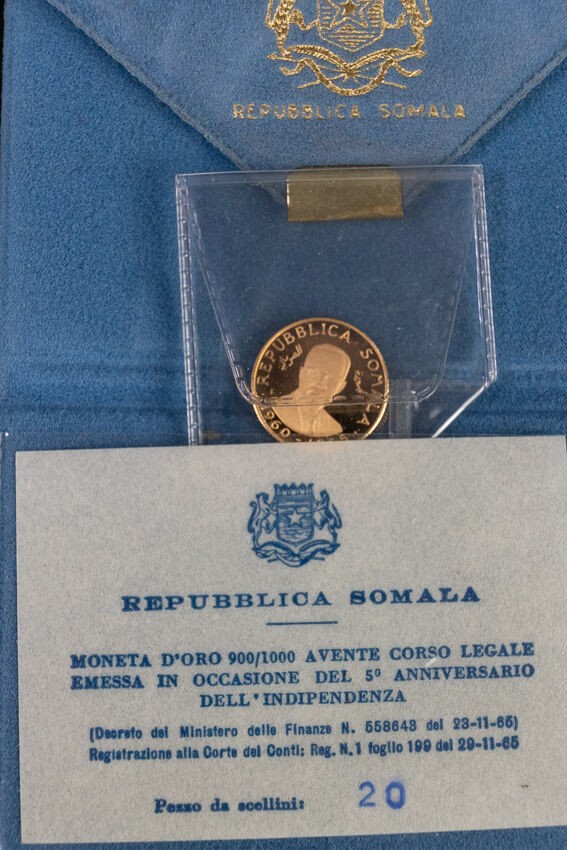 REPUBBLICA SOMALA
REPUBBLICA SOMALA
1960
REPUBBLICA SOMALA
MONETA D'ORO 900/1000 AVENTE CORSO LEGALE
EMESSA IN OCCASIONE DEL 5º ANNIVERSARIO
DELL'INDIPENDENZA
(Decreto del Ministero delle Finanze N. 558643 del 23-11-65)
Registrazione alla Corte dei Conti: Reg. N. 1 foglio 199 del 29-11-65
Pezzo da scellini: 20